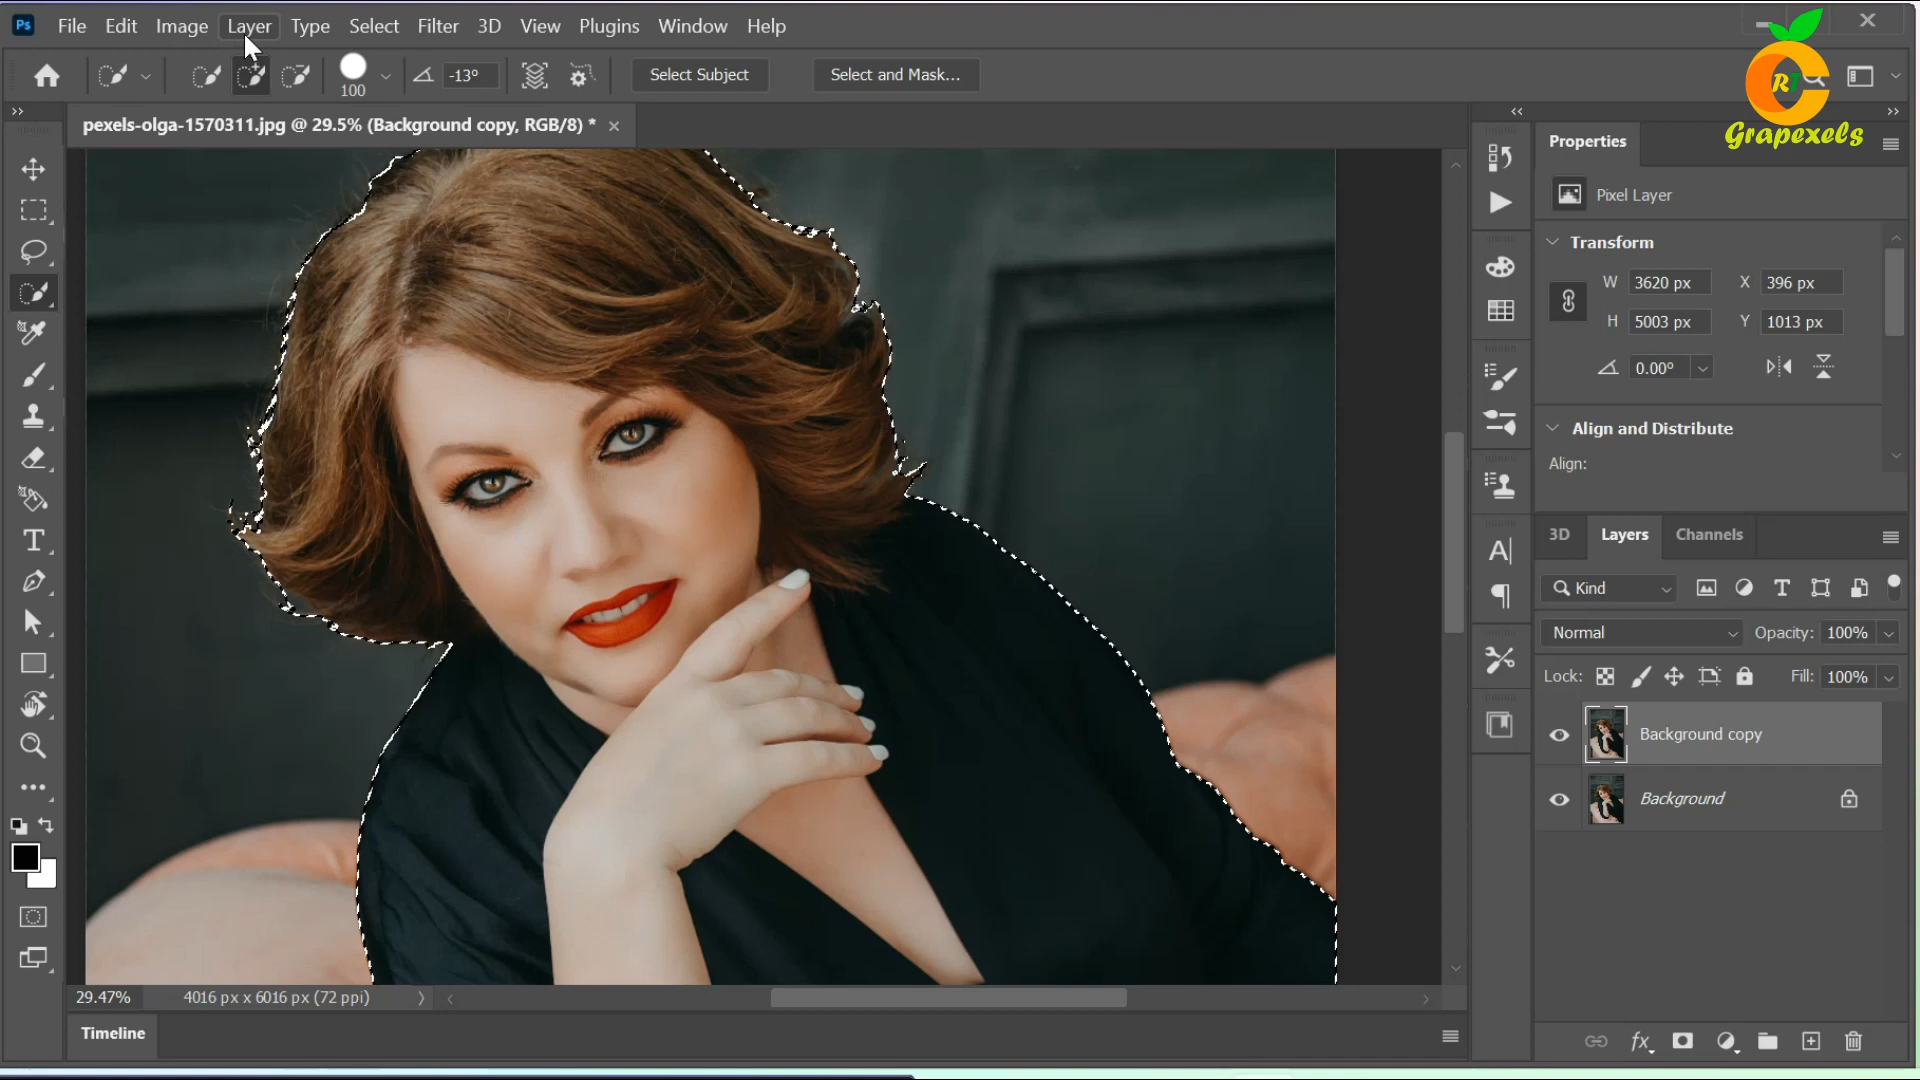 Ps File Edit Image Layer Type Select Filter 3D View Plugins Window Help
100 -13° Select Subject Select and Mask...
RT
Grapexels
pexels-olga-1570311.jpg @ 29.5% (Background copy, RGB/8) *
Properties
Pixel Layer
Transform
W 3620 px X 396 px
H 5003 px Y 1013 px
0.00°
Align and Distribute
Align:
3D Layers Channels
Kind
Normal Opacity: 100%
Lock: Fill: 100%
Background copy
Background
29.47% 4016 px x 6016 px (72 ppi)
Timeline